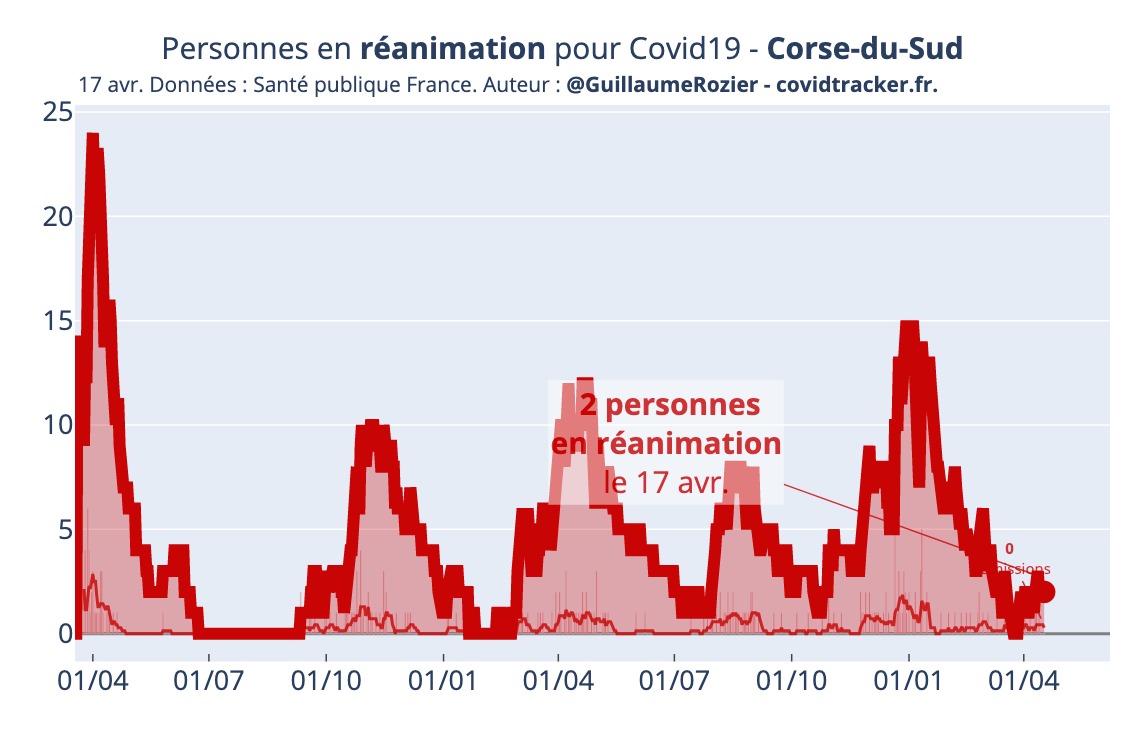 Personnes en réanimation pour Covid19 - Corse-du-Sud
17 avr. Données : Santé publique France. Auteur : @GuillaumeRozier - covidtracker.fr.
25
20
15
10
5
0
2 personnes
en réanimation
le 17 avr.
0
01/04 01/07 01/10 01/01 01/04 01/07 01/10 01/01 01/04